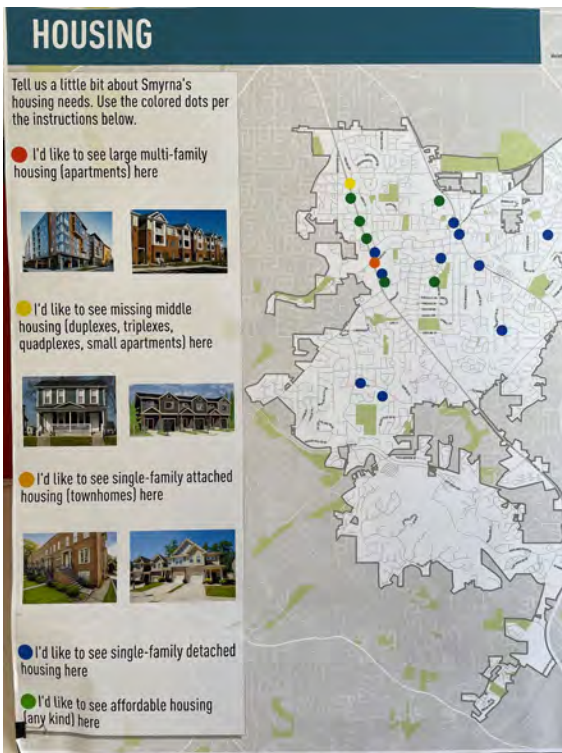 HOUSING
Tell us a little bit about Smyrna's
housing needs. Use the colored dots per
the instructions below.
I'd like to see large multi-family
housing (apartments) here
I'd like to see missing middle
housing (duplexes, triplexes,
quadplexes, small apartments) here
I'd like to see single-family attached
housing (townhomes) here
I'd like to see single-family detached
housing here
I'd like to see affordable housing
(any kind) here